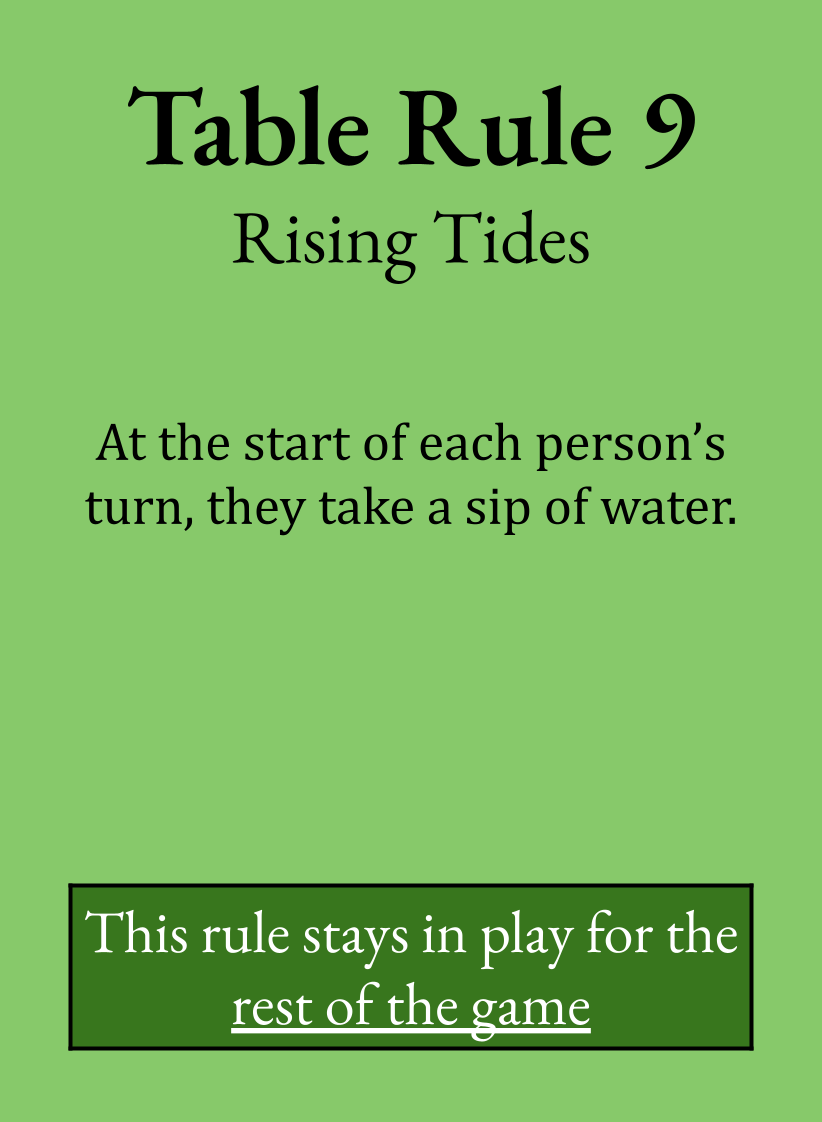 Table Rule 9
Rising Tides
At the start of each person’s
turn, they take a sip of water.
This rule stays in play for the
rest of the game